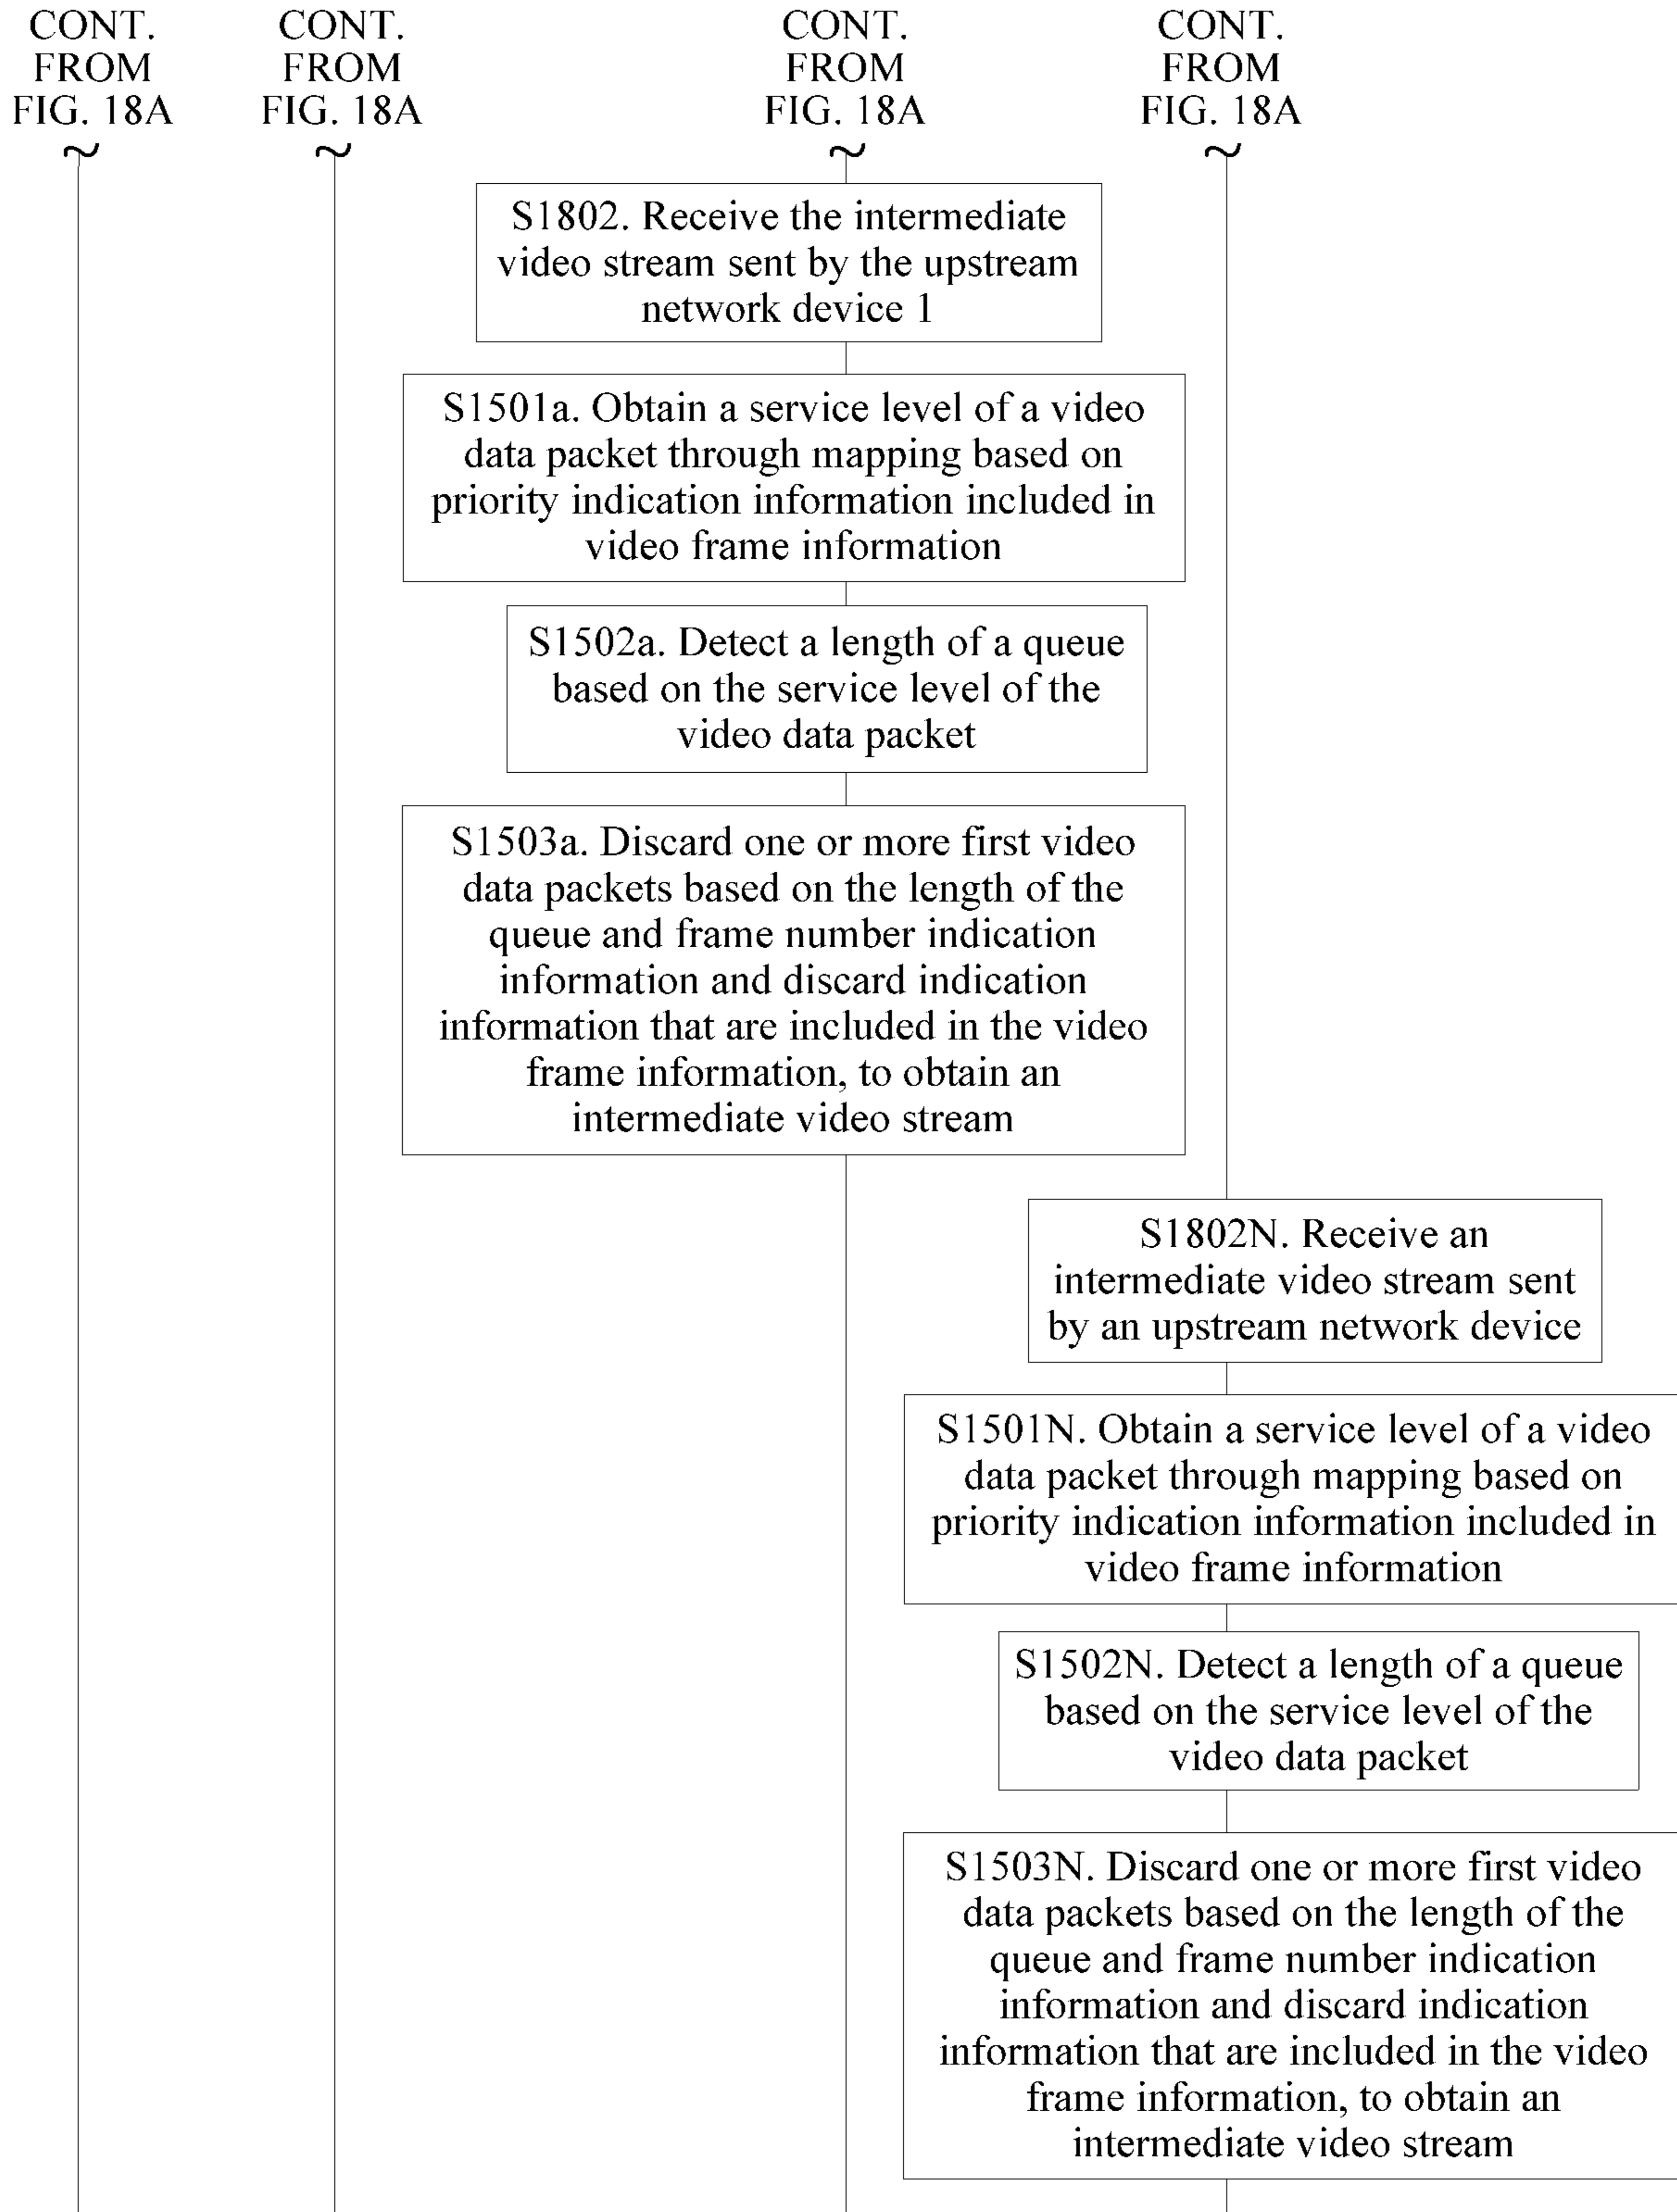 CONT.
FROM
FIG. 18A
CONT.
FROM
FIG. 18A
CONT.
FROM
FIG. 18A
CONT.
FROM
FIG. 18A
S1802. Receive the intermediate
video stream sent by the upstream
network device 1
S1501a. Obtain a service level of a video
data packet through mapping based on
priority indication information included in
video frame information
S1502a. Detect a length of a queue
based on the service level of the
video data packet
S1503a. Discard one or more first video
data packets based on the length of the
queue and frame number indication
information and discard indication
information that are included in the video
frame information, to obtain an
intermediate video stream
S1802N. Receive an
intermediate video stream sent
by an upstream network device
S1501N. Obtain a service level of a video
data packet through mapping based on
priority indication information included in
video frame information
S1502N. Detect a length of a queue
based on the service level of the
video data packet
S1503N. Discard one or more first video
data packets based on the length of the
queue and frame number indication
information and discard indication
information that are included in the video
frame information, to obtain an
intermediate video stream